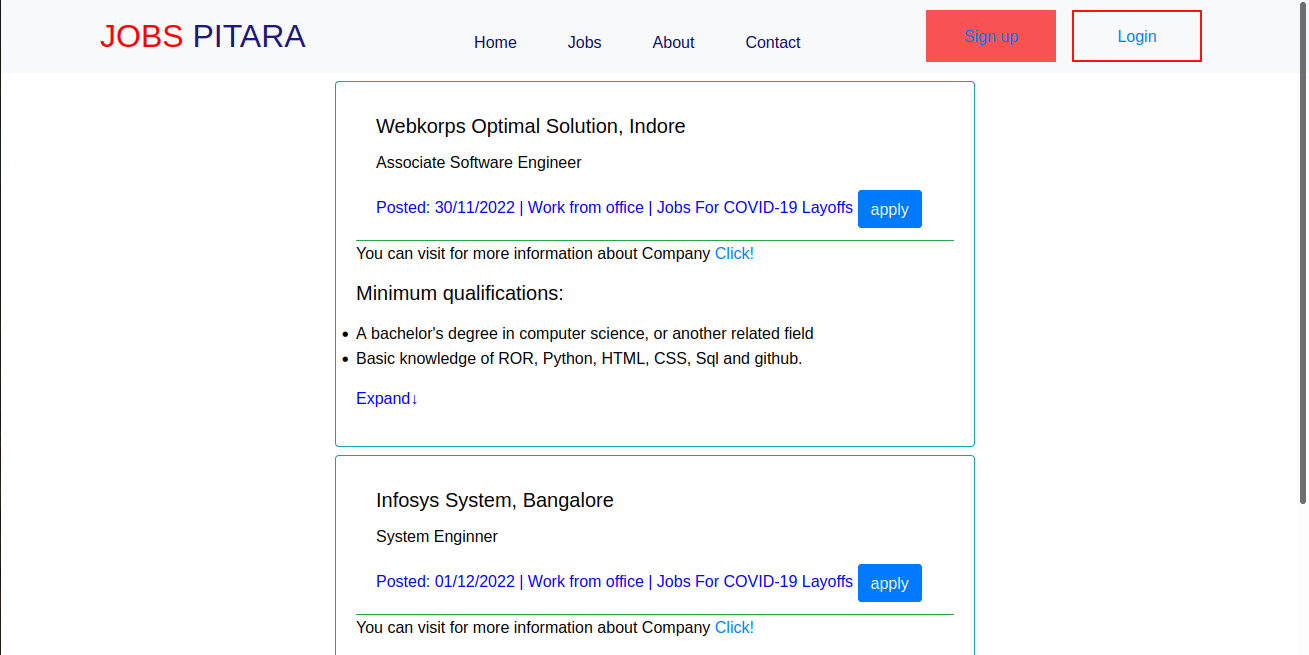 JOBS PITARA Home Jobs About Contact Sign up Login
Webkorps Optimal Solution, Indore
Associate Software Engineer
Posted: 30/11/2022 | Work from office | Jobs For COVID-19 Layoffs apply
You can visit for more information about Company Click!
Minimum qualifications:
• A bachelor's degree in computer science, or another related field
• Basic knowledge of ROR, Python, HTML, CSS, Sql and github.
Expand↓
Infosys System, Bangalore
System Enginner
Posted: 01/12/2022 | Work from office | Jobs For COVID-19 Layoffs apply
You can visit for more information about Company Click!